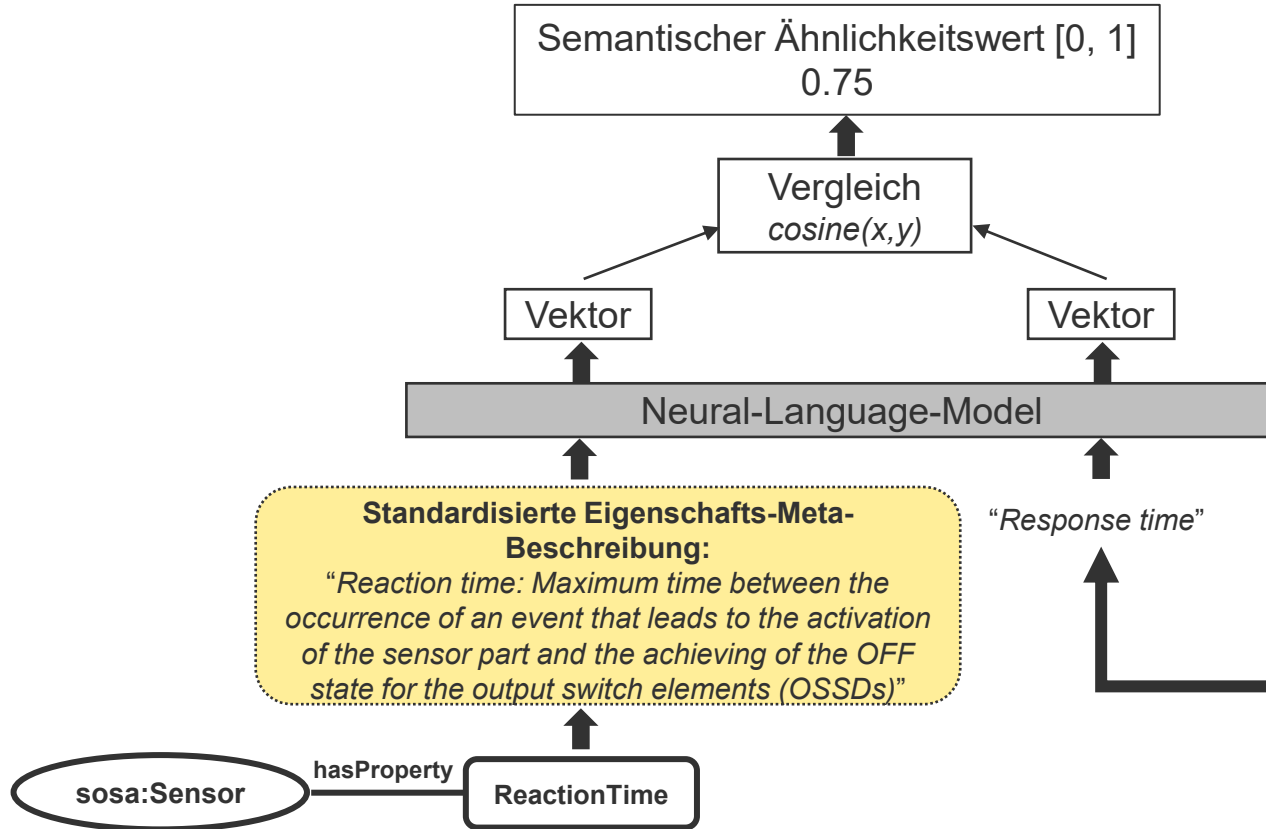 Semantischer Ähnlichkeitswert [0, 1]
0.75
Vergleich
cosine(x,y)
Vektor
Vektor
Neural-Language-Model
Standardisierte Eigenschafts-Meta-
Beschreibung:
“Reaction time: Maximum time between the
occurrence of an event that leads to the activation
of the sensor part and the achieving of the OFF
state for the output switch elements (OSSDs)”
“Response time”
sosa:Sensor
hasProperty
ReactionTime